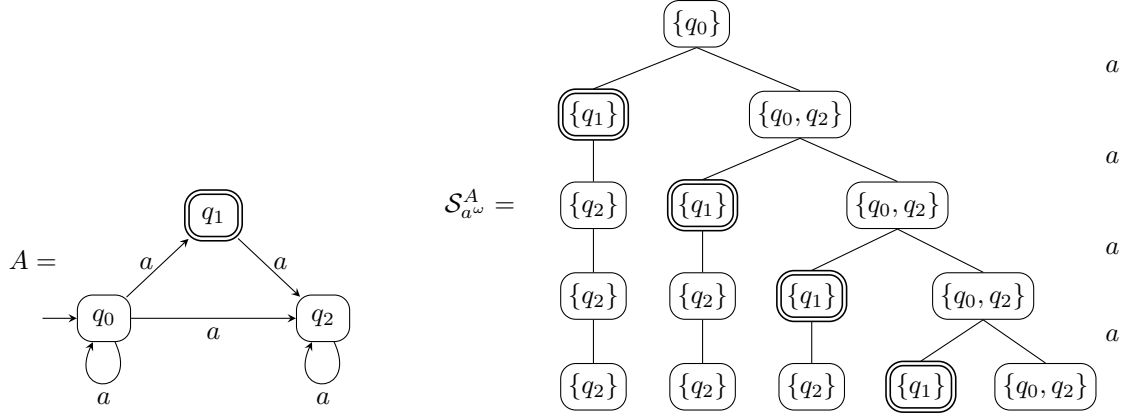 {q₀}
a
{q₁} {q₀, q₂}
a
q₁ 𝒮ᴬ_{a^ω} = {q₂} {q₁} {q₀, q₂}
a
A = a a {q₂} {q₂} {q₁} {q₀, q₂}
q₀ a q₂
a
a a {q₂} {q₂} {q₂} {q₁} {q₀, q₂}